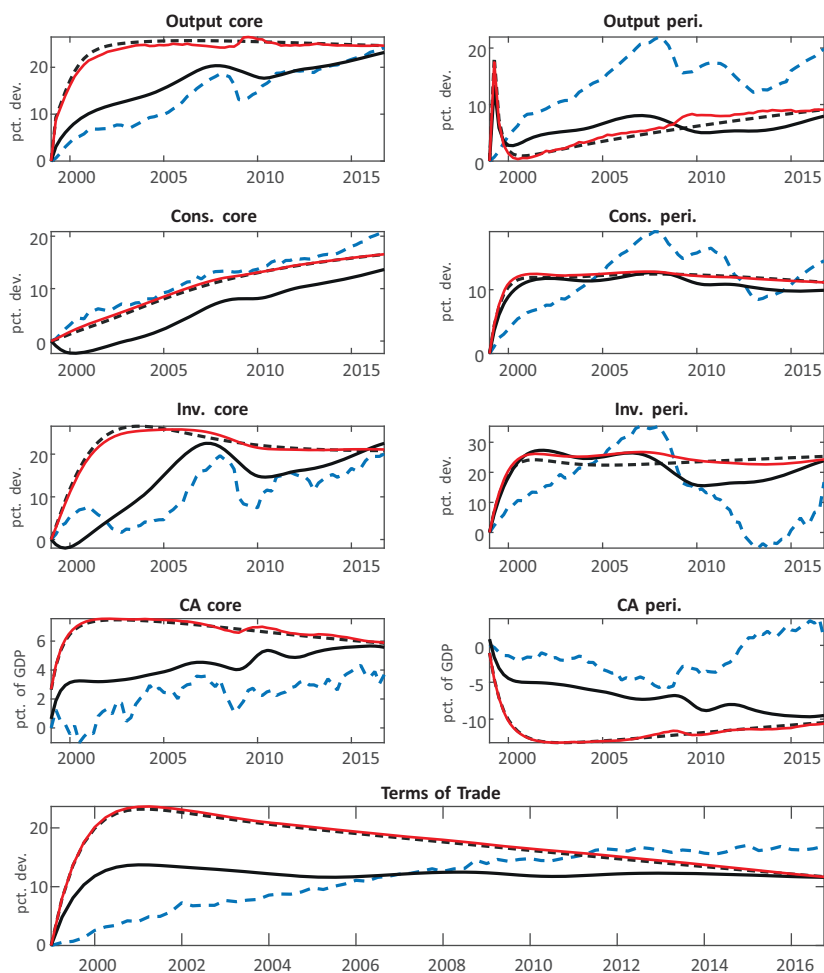 Output core
pct. dev.
20
10
0
2000 2005 2010 2015
Output peri.
20
10
0
2000 2005 2010 2015
Cons. core
pct. dev.
20
10
0
2000 2005 2010 2015
Cons. peri.
pct. dev.
10
0
2000 2005 2010 2015
Inv. core
pct. dev.
20
10
0
2000 2005 2010 2015
Inv. peri.
pct. dev.
30
20
10
0
2000 2005 2010 2015
CA core
pct. of GDP
6
4
2
0
2000 2005 2010 2015
CA peri.
pct. of GDP
0
-5
-10
2000 2005 2010 2015
Terms of Trade
pct. dev.
20
10
0
2000 2002 2004 2006 2008 2010 2012 2014 2016